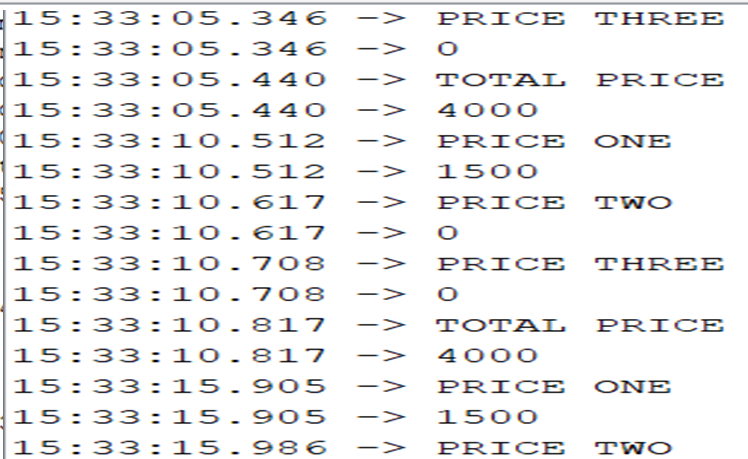 15:33:05.346 -> PRICE THREE
15:33:05.346 -> 0
15:33:05.440 -> TOTAL PRICE
15:33:05.440 -> 4000
15:33:10.512 -> PRICE ONE
15:33:10.512 -> 1500
15:33:10.617 -> PRICE TWO
15:33:10.617 -> 0
15:33:10.708 -> PRICE THREE
15:33:10.708 -> 0
15:33:10.817 -> TOTAL PRICE
15:33:10.817 -> 4000
15:33:15.905 -> PRICE ONE
15:33:15.905 -> 1500
15:33:15.986 -> PRICE TWO